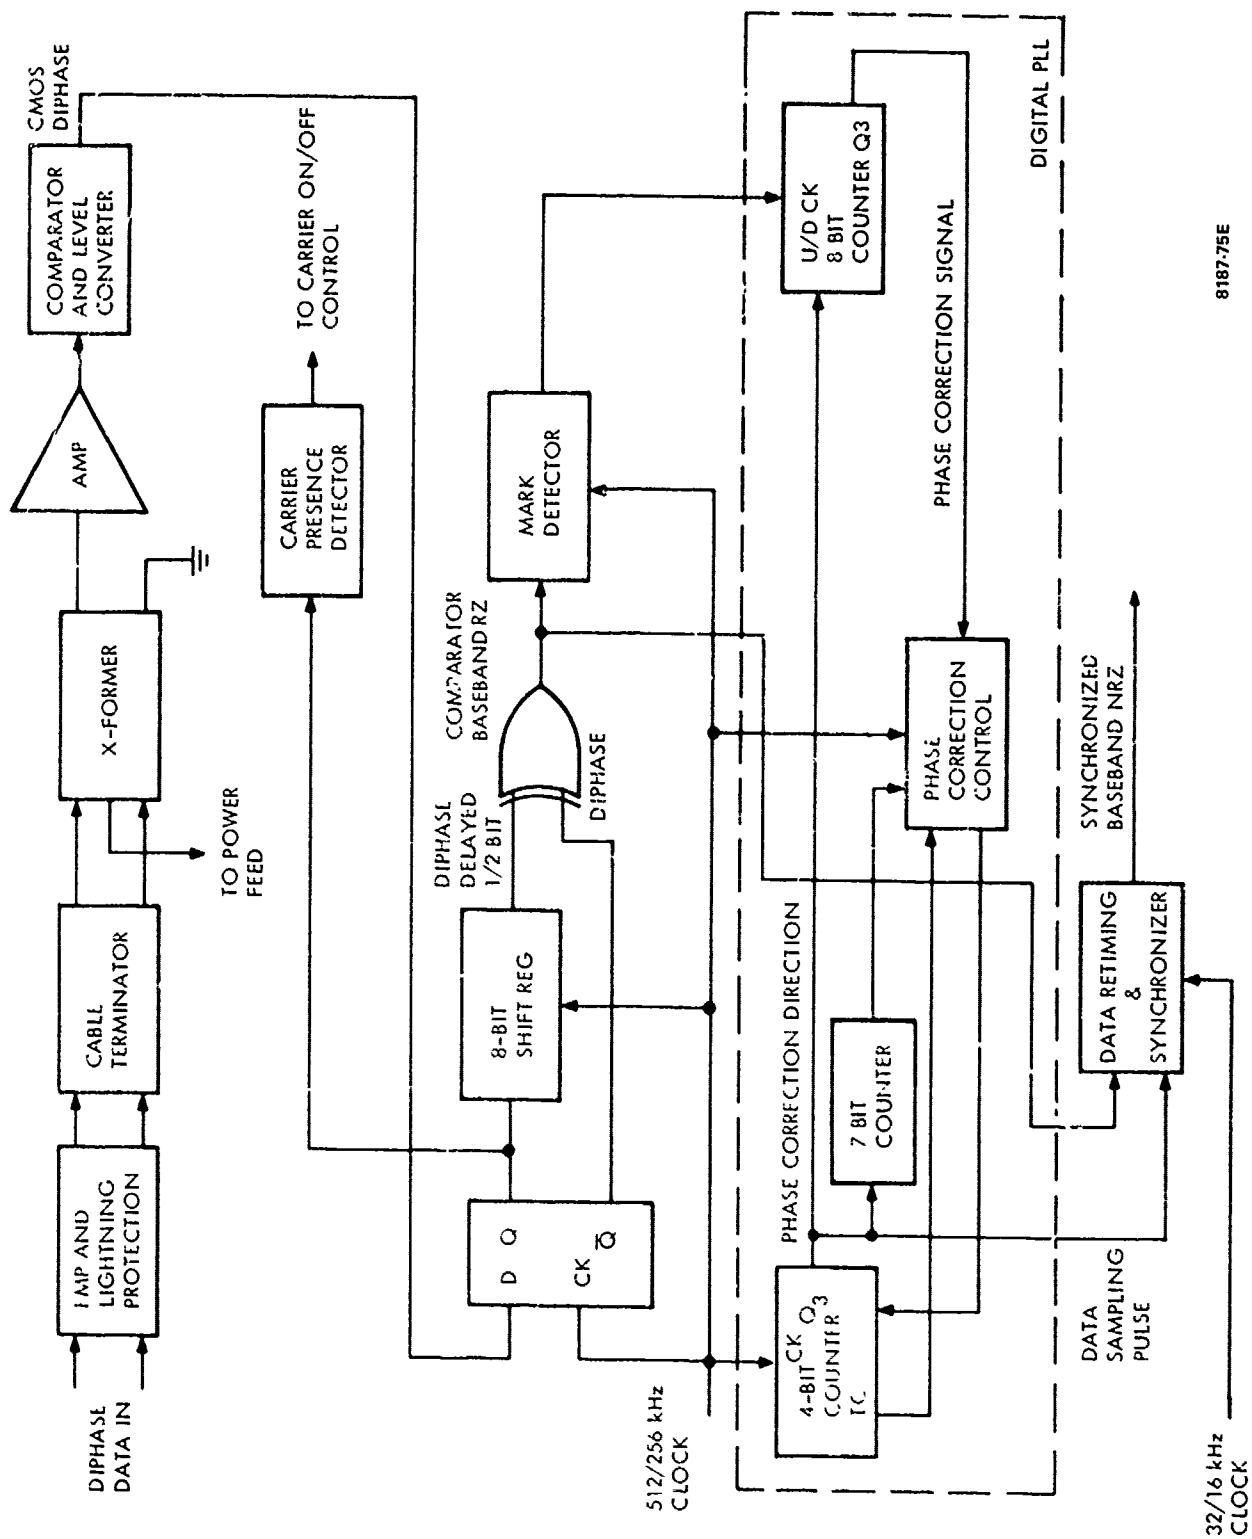 DIPHASE
DATA IN
EMP AND
LIGHTNING
PROTECTION
CABLE
TERMINATOR
X-FORMER
TO POWER
FEED
AMP
COMPARATOR
AND LEVEL
CONVERTER
CMOS
DIPHASE
CARRIER
PRESENCE
DETECTOR
TO CARRIER ON/OFF
CONTROL
D Q
CK Q̅
8-BIT
SHIFT REG
DIPHASE
DELAYED
1/2 BIT
DIPHASE
COMPARATOR
BASEBAND RZ
MARK
DETECTOR
512/256 kHz
CLOCK
4-BIT CK Q3
COUNTER
TC
PHASE CORRECTION DIRECTION
7 BIT
COUNTER
PHASE
CORRECTION
CONTROL
PHASE CORRECTION SIGNAL
U/D CK
8 BIT
COUNTER Q3
DIGITAL PLL
DATA
SAMPLING
PULSE
DATA RETIMING
&
SYNCHRONIZER
SYNCHRONIZED
BASEBAND NRZ
32/16 kHz
CLOCK
8187-75E